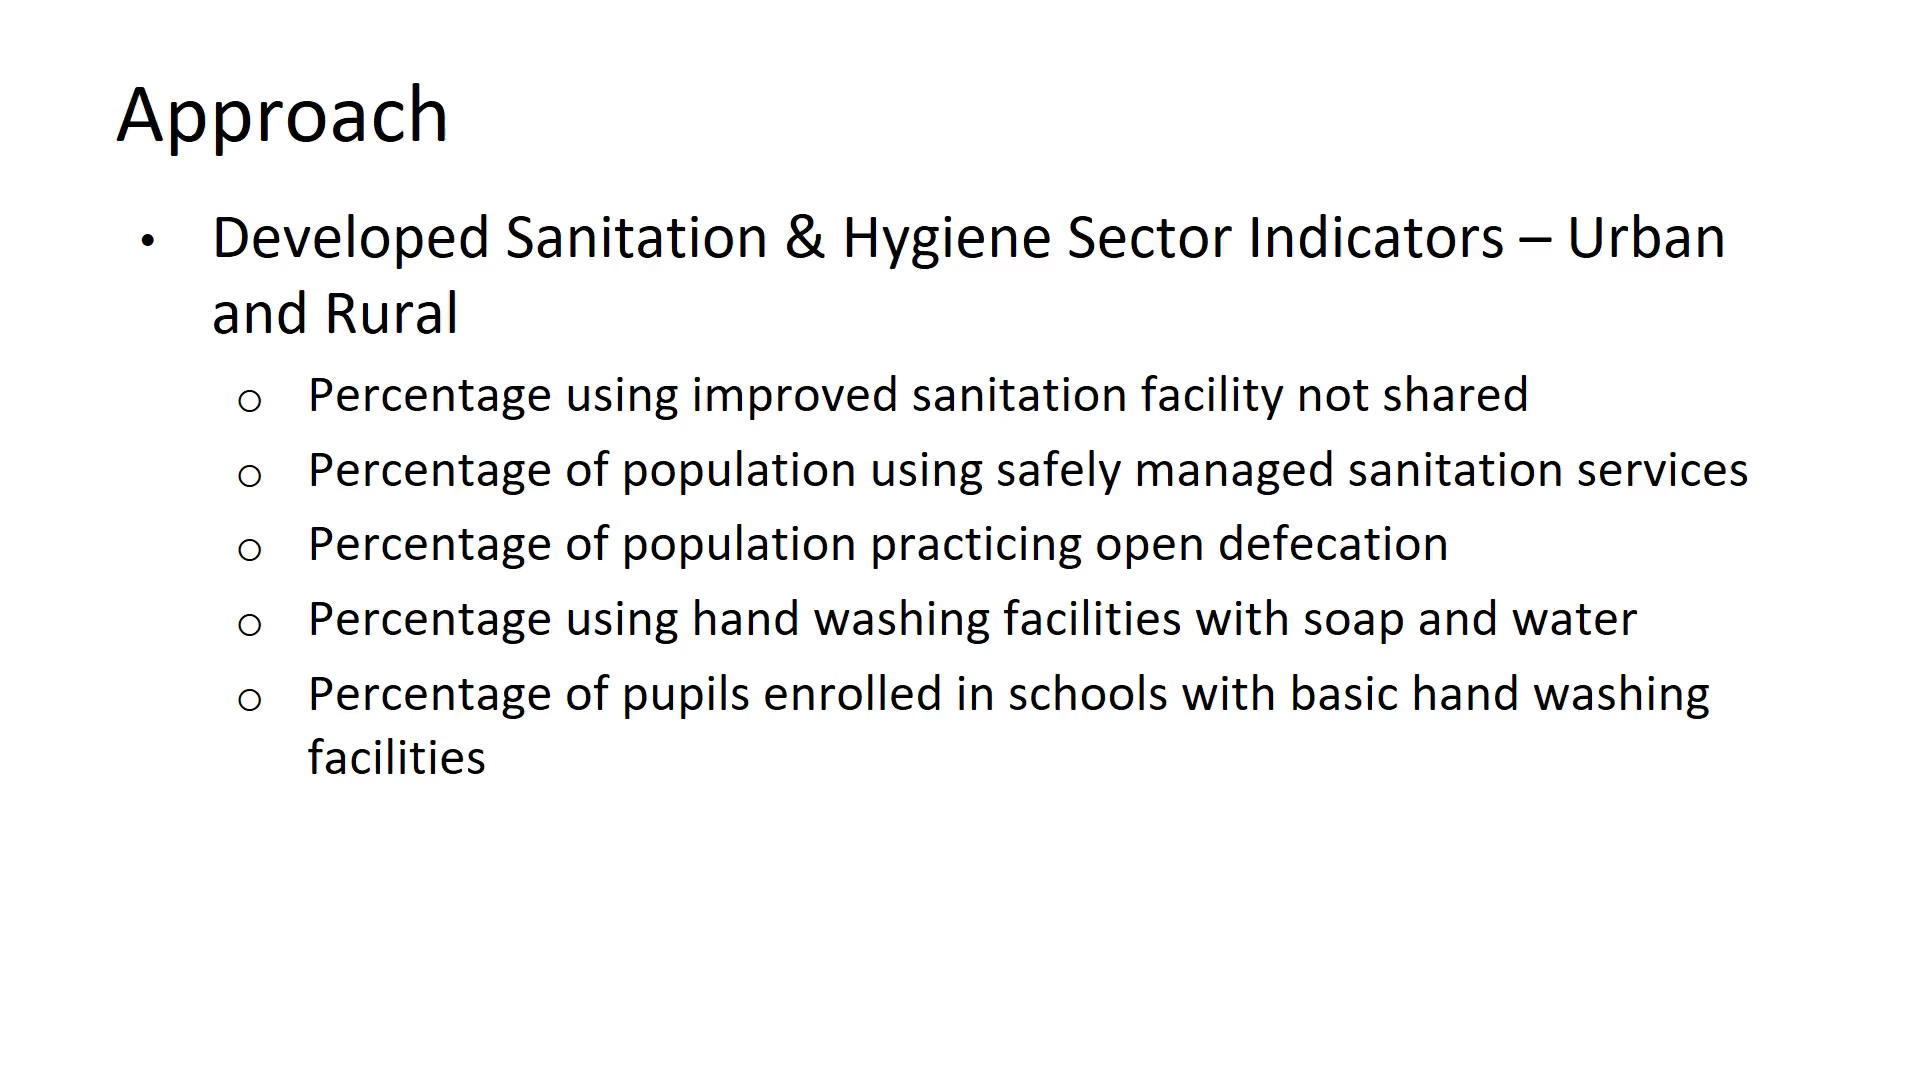 Approach
• Developed Sanitation & Hygiene Sector Indicators – Urban
and Rural
o Percentage using improved sanitation facility not shared
o Percentage of population using safely managed sanitation services
o Percentage of population practicing open defecation
o Percentage using hand washing facilities with soap and water
o Percentage of pupils enrolled in schools with basic hand washing
facilities